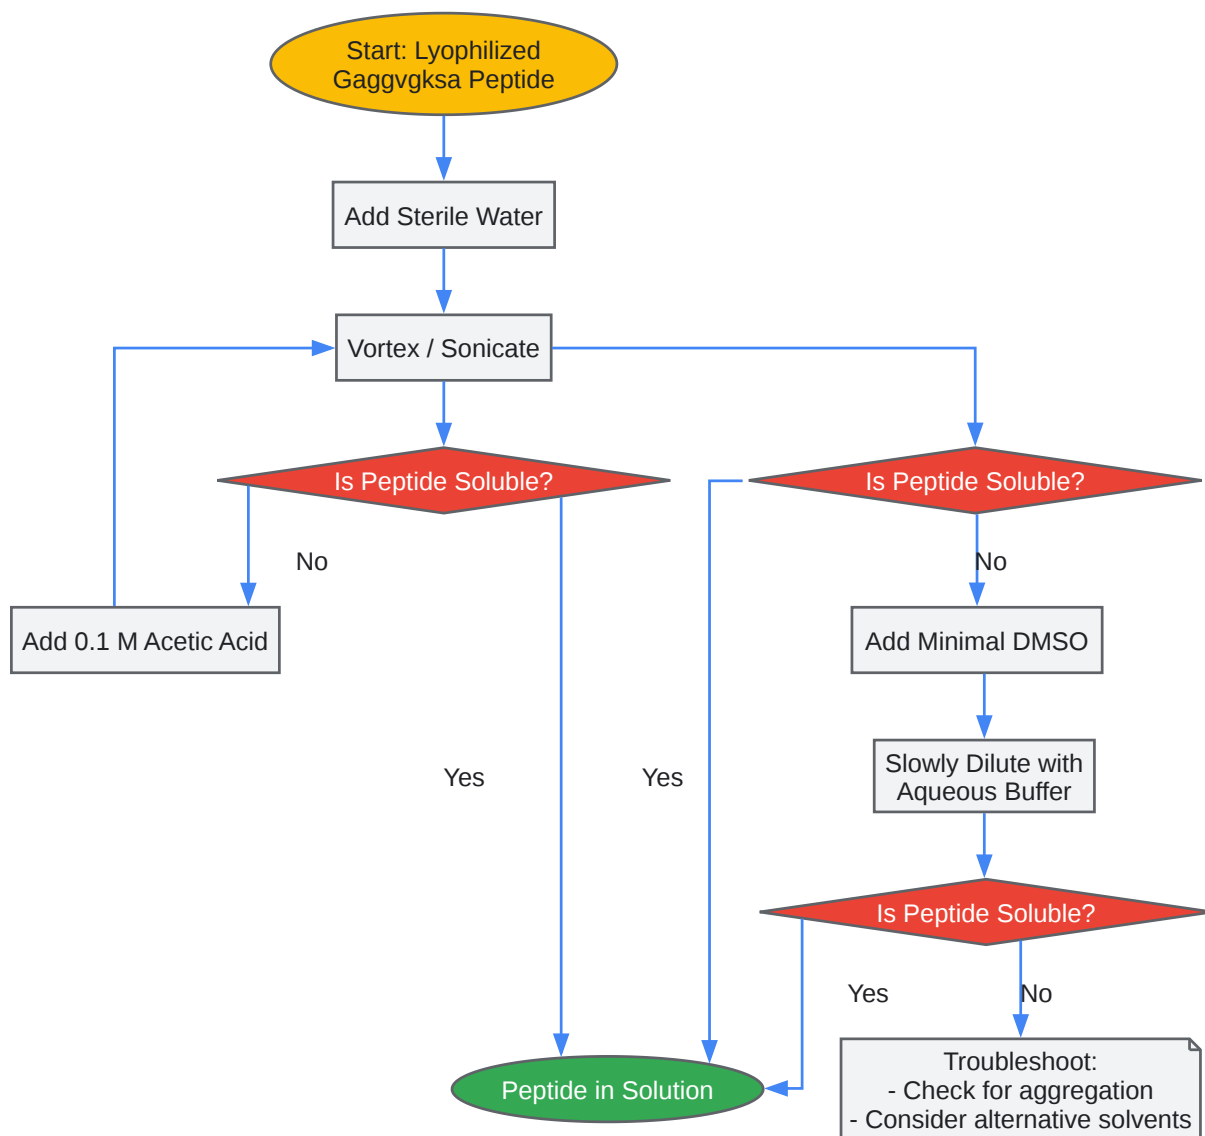 Start: Lyophilized
Gaggvgksa Peptide
Add Sterile Water
Vortex / Sonicate
Is Peptide Soluble?
Is Peptide Soluble?
No
No
Add 0.1 M Acetic Acid
Add Minimal DMSO
Slowly Dilute with
Aqueous Buffer
Yes
Yes
Is Peptide Soluble?
Yes
No
Peptide in Solution
Troubleshoot:
- Check for aggregation
- Consider alternative solvents